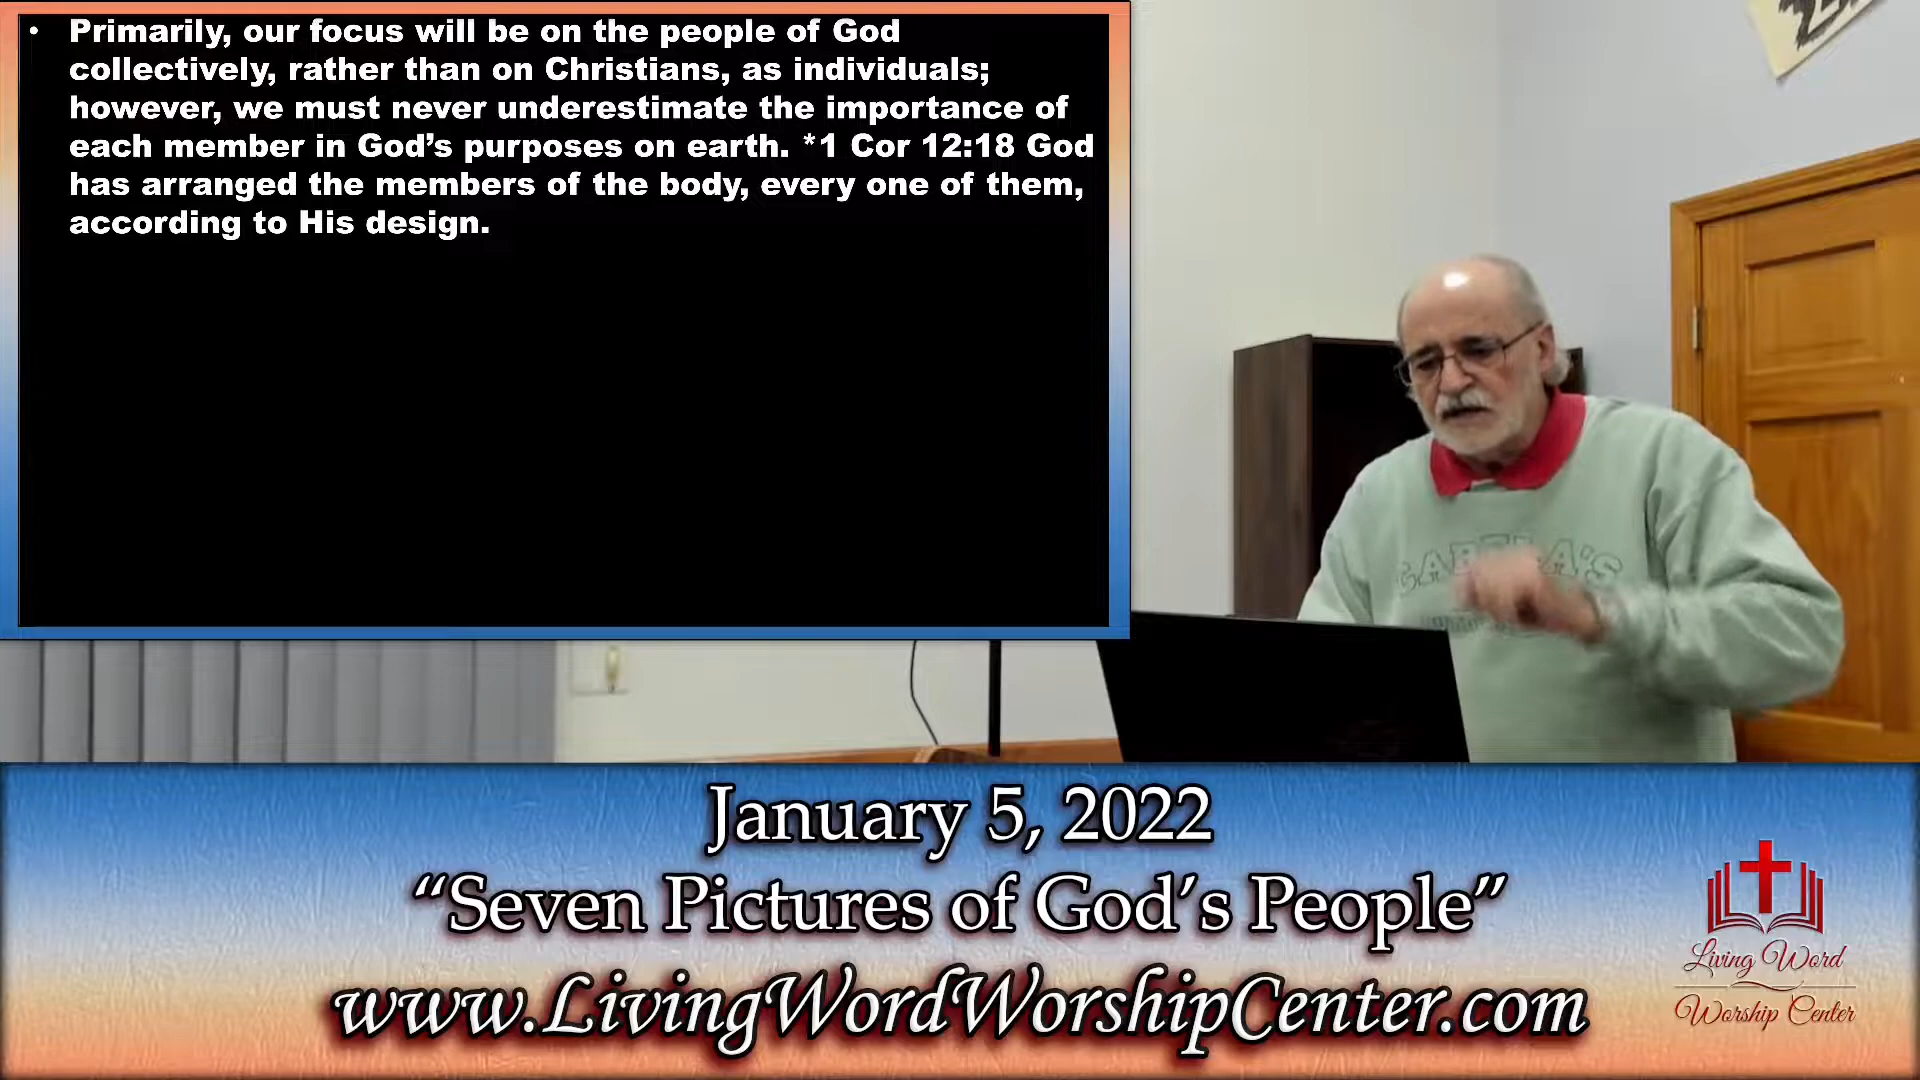 • Primarily, our focus will be on the people of God
collectively, rather than on Christians, as individuals;
however, we must never underestimate the importance of
each member in God’s purposes on earth. *1 Cor 12:18 God
has arranged the members of the body, every one of them,
according to His design.
CABELA'S
January 5, 2022
“Seven Pictures of God’s People”
www.LivingWordWorshipCenter.com
Living Word
Worship Center